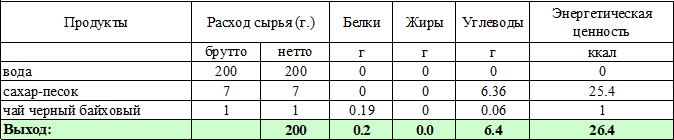 Продукты Расход сырья (г.) Белки Жиры Углеводы Энергетическая ценность
брутто нетто г г г ккал
вода 200 200 0 0 0 0
сахар-песок 7 7 0 0 6.36 25.4
чай черный байховый 1 1 0.19 0 0.06 1
Выход: 200 0.2 0.0 6.4 26.4